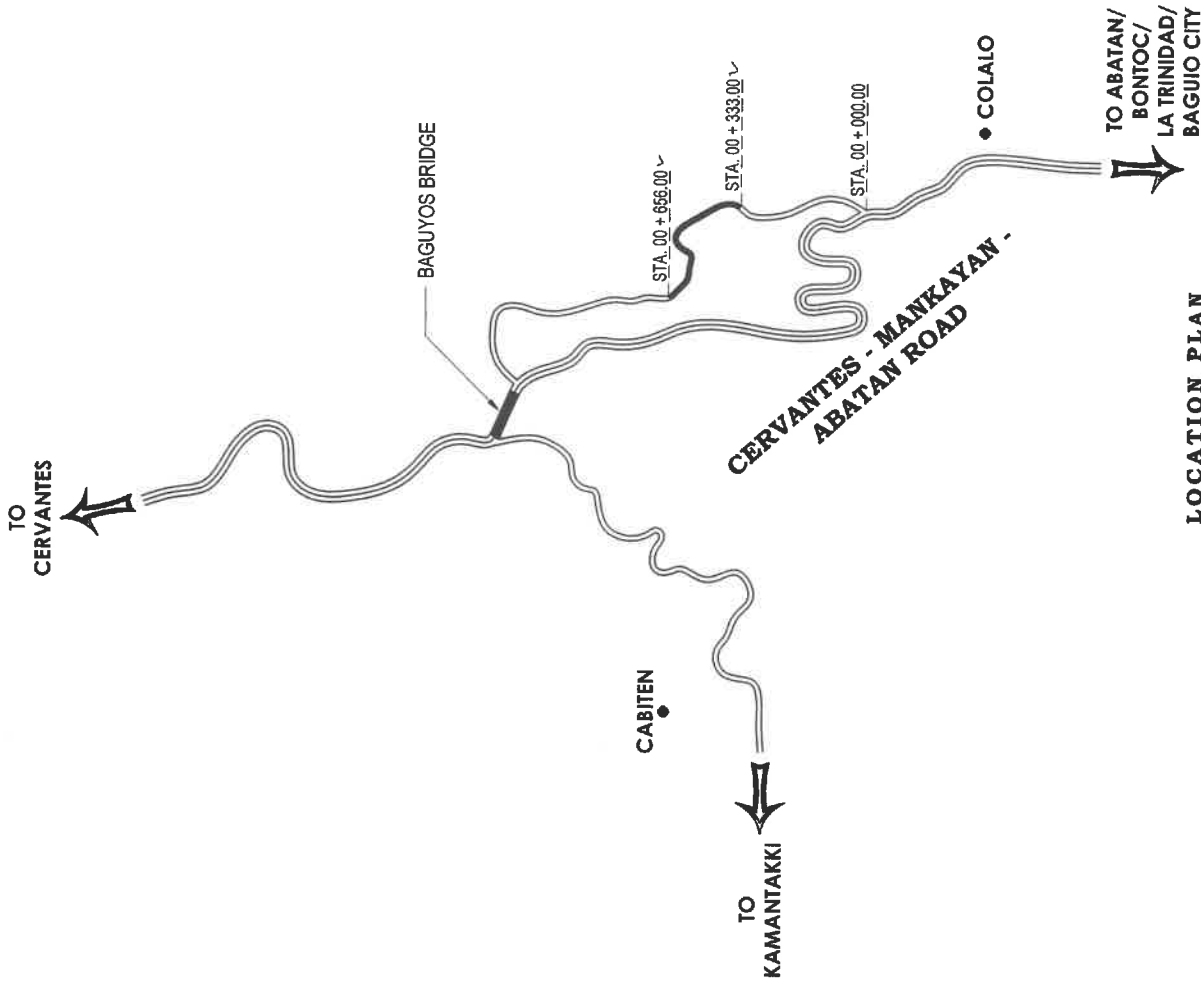 TO
CERVANTES
BAGUYOS BRIDGE
STA. 00 + 656.00
STA. 00 + 333.00
STA. 00 + 000.00
COLALO
TO ABATAN/
BONTOC/
LA TRINIDAD/
BAGUIO CITY
CERVANTES - MANKAYAN -
ABATAN ROAD
CABITEN
TO
KAMANTAKKI
LOCATION PLAN